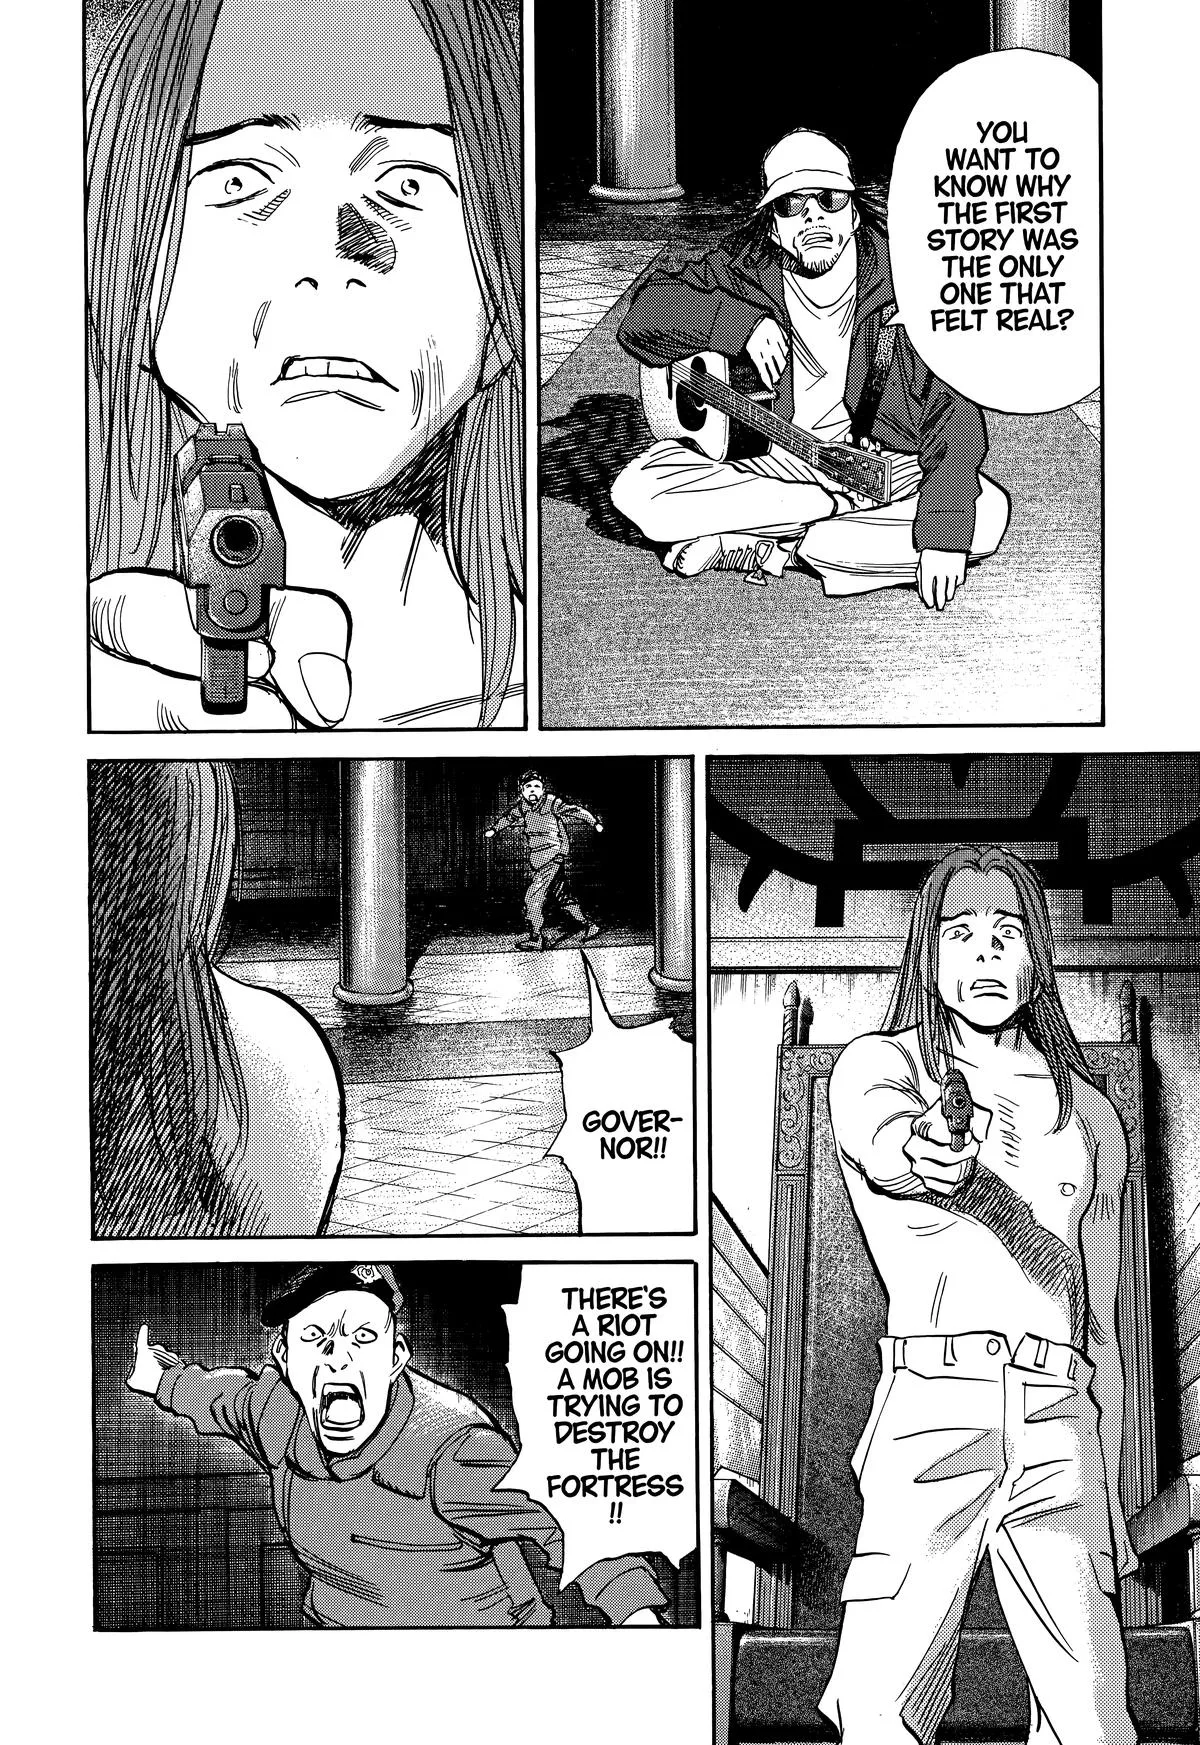 YOU
WANT TO
KNOW WHY
THE FIRST
STORY WAS
THE ONLY
ONE THAT
FELT REAL?
GOVER-
NOR!!
THERE'S
A RIOT
GOING ON!!
A MOB IS
TRYING TO
DESTROY
THE
FORTRESS
!!